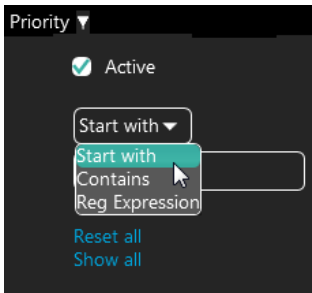 Priority ▼
Active
Start with
Start with
Contains
Reg Expression
Reset all
Show all